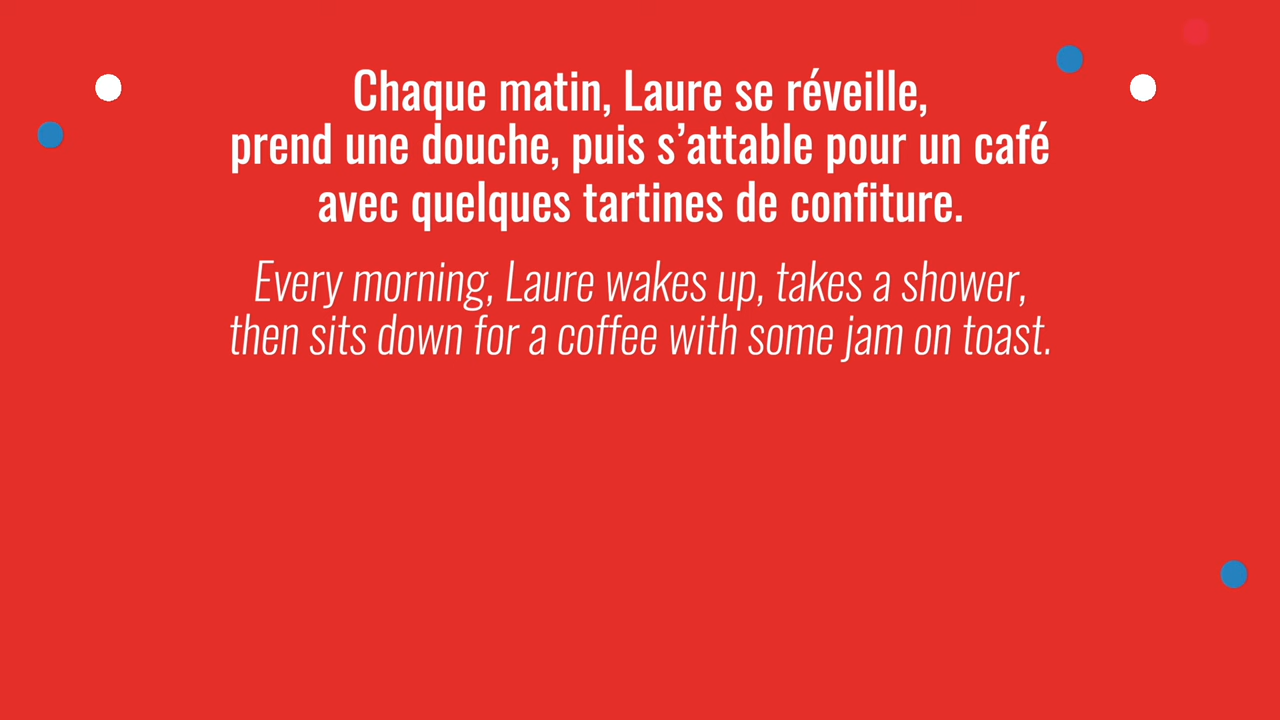 Chaque matin, Laure se réveille,
prend une douche, puis s’attable pour un café
avec quelques tartines de confiture.
Every morning, Laure wakes up, takes a shower,
then sits down for a coffee with some jam on toast.